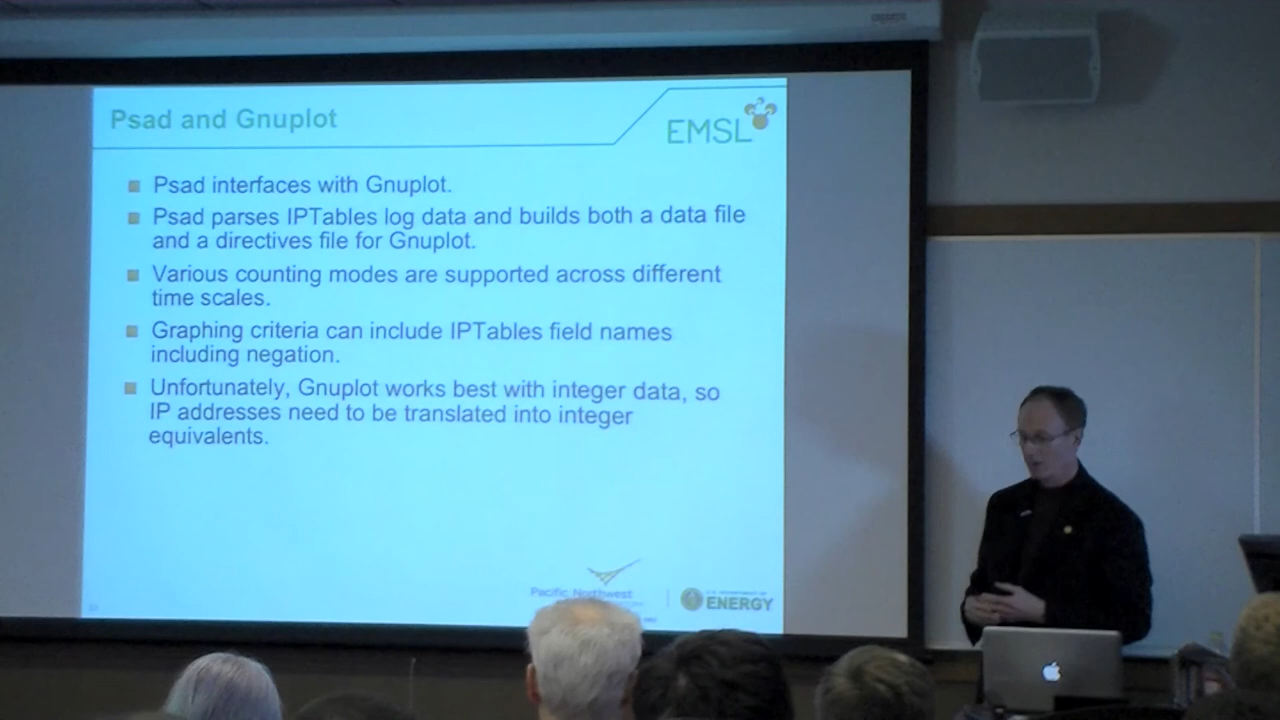 Psad and Gnuplot
EMSL
Psad interfaces with Gnuplot.
Psad parses IPTables log data and builds both a data file
and a directives file for Gnuplot.
Various counting modes are supported across different
time scales.
Graphing criteria can include IPTables field names
including negation.
Unfortunately, Gnuplot works best with integer data, so
IP addresses need to be translated into integer
equivalents.
Pacific Northwest
ENERGY